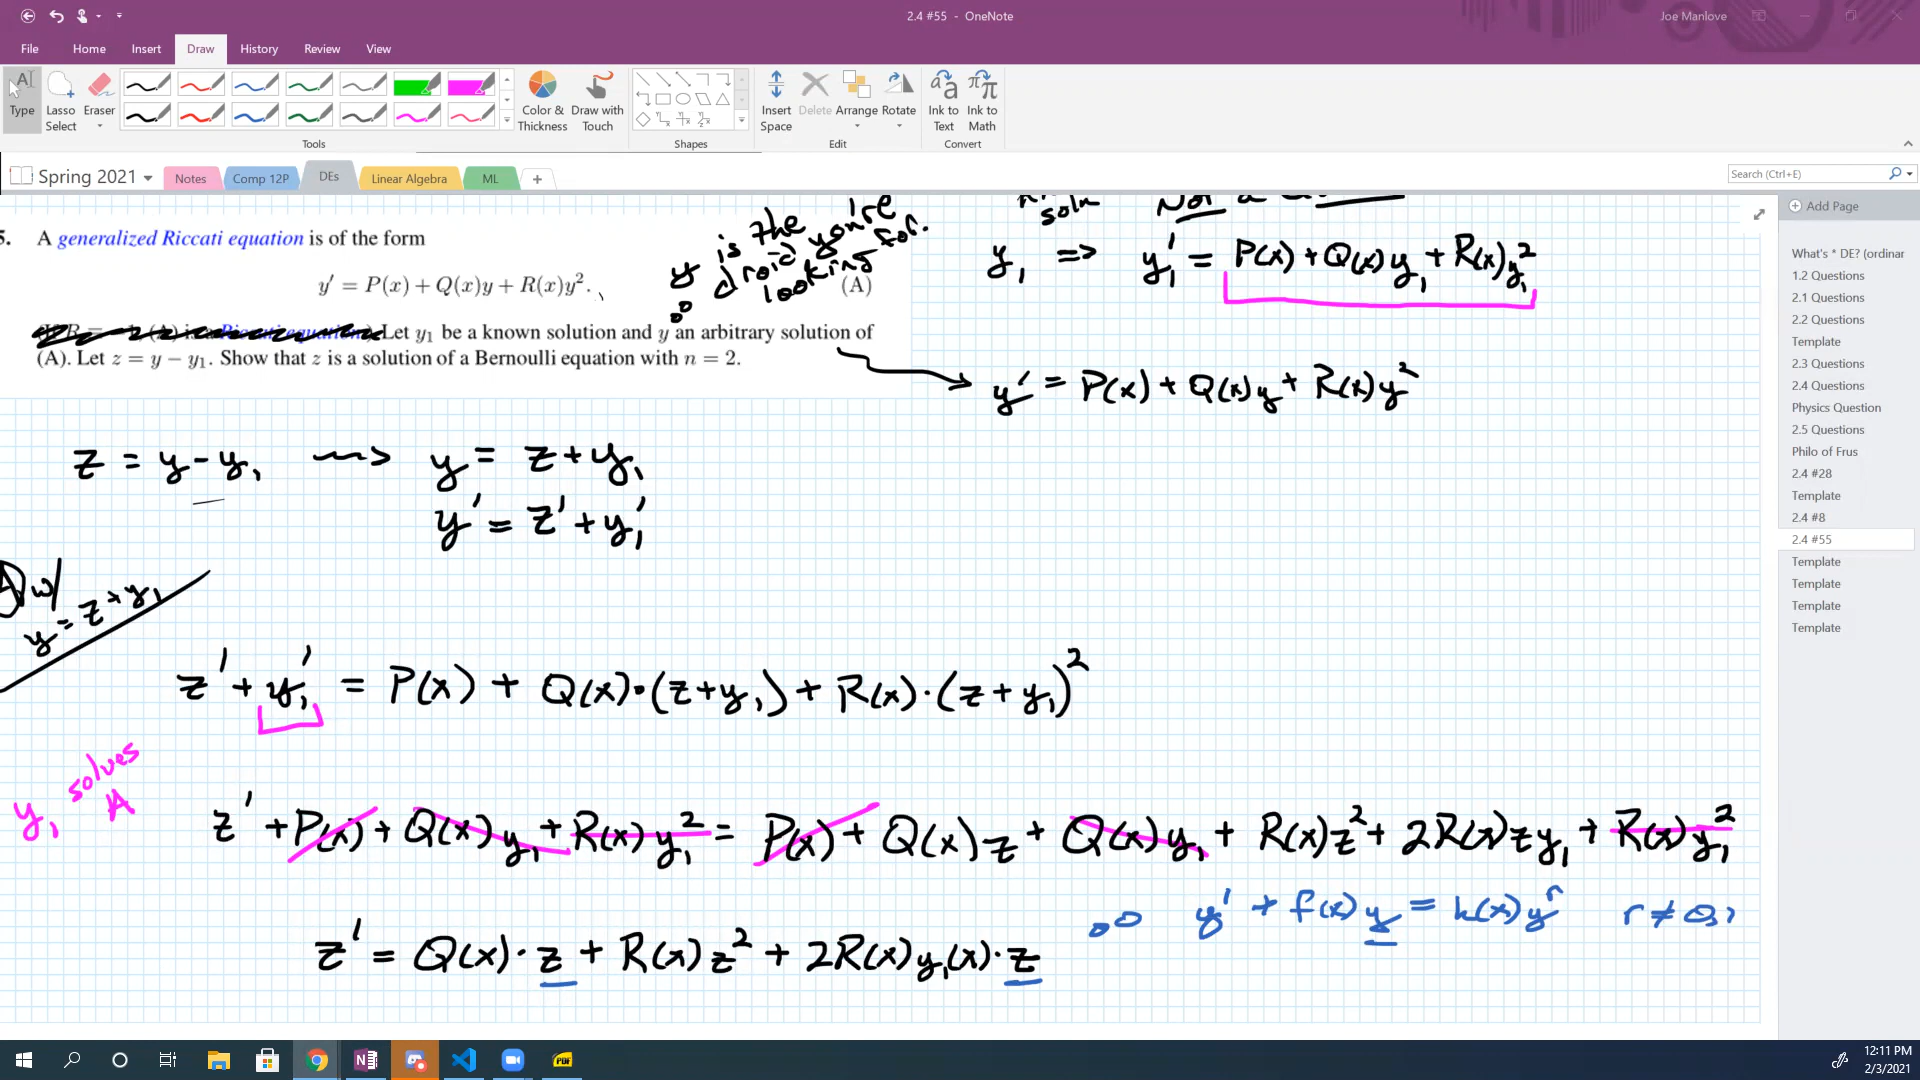 2.4 #55 - OneNote
Joe Manlove
File Home Insert Draw History Review View
Type
Lasso Select
Eraser
Color & Thickness
Draw with Touch
Insert Space
Delete
Arrange
Rotate
Ink to Text
Ink to Math
Tools
Shapes
Edit
Convert
Spring 2021
Notes
Comp 12P
DEs
Linear Algebra
ML
Search (Ctrl+E)
5. A generalized Riccati equation is of the form
y′ = P(x) + Q(x)y + R(x)y². (A)
Let y₁ be a known solution and y an arbitrary solution of
(A). Let z = y − y₁. Show that z is a solution of a Bernoulli equation with n = 2.
y is the droid you're looking for.
soln
Not a
y₁ ⇒ y₁′ = P(x) + Q(x)y₁ + R(x)y₁²
y′ = P(x) + Q(x)y + R(x)y²
z = y − y₁ ⟿ y = z + y₁
y′ = z′ + y₁′
A w/
y = z + y₁
z′ + y₁′ = P(x) + Q(x)·(z + y₁) + R(x)·(z + y₁)²
y₁ solves A
z′ + P(x) + Q(x)y₁ + R(x)y₁² = P(x) + Q(x)z + Q(x)y₁ + R(x)z² + 2R(x)zy₁ + R(x)y₁²
y′ + f(x)y = k(x)yʳ r ≠ 0,1
z′ = Q(x)·z + R(x)z² + 2R(x)y₁(x)·z
Add Page
What's * DE? (ordinar
1.2 Questions
2.1 Questions
2.2 Questions
Template
2.3 Questions
2.4 Questions
Physics Question
2.5 Questions
Philo of Frus
2.4 #28
Template
2.4 #8
2.4 #55
Template
Template
Template
Template
12:11 PM
2/3/2021